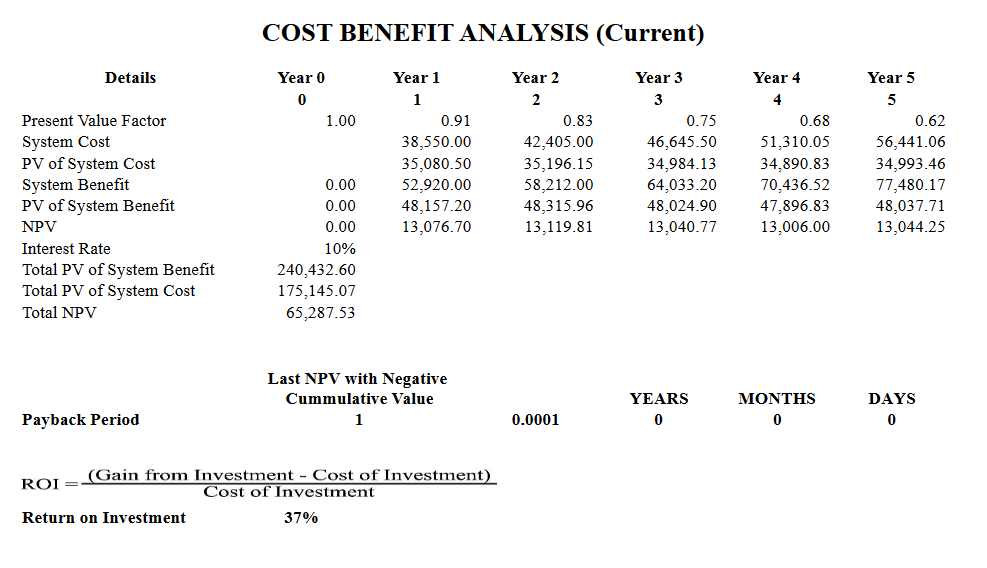 COST BENEFIT ANALYSIS (Current)
Details Year 0 Year 1 Year 2 Year 3 Year 4 Year 5
0 1 2 3 4 5
Present Value Factor 1.00 0.91 0.83 0.75 0.68 0.62
System Cost 38,550.00 42,405.00 46,645.50 51,310.05 56,441.06
PV of System Cost 35,080.50 35,196.15 34,984.13 34,890.83 34,993.46
System Benefit 0.00 52,920.00 58,212.00 64,033.20 70,436.52 77,480.17
PV of System Benefit 0.00 48,157.20 48,315.96 48,024.90 47,896.83 48,037.71
NPV 0.00 13,076.70 13,119.81 13,040.77 13,006.00 13,044.25
Interest Rate 10%
Total PV of System Benefit 240,432.60
Total PV of System Cost 175,145.07
Total NPV 65,287.53
Last NPV with Negative
Cummulative Value YEARS MONTHS DAYS
Payback Period 1 0.0001 0 0 0
ROI = (Gain from Investment - Cost of Investment)
Cost of Investment
Return on Investment 37%